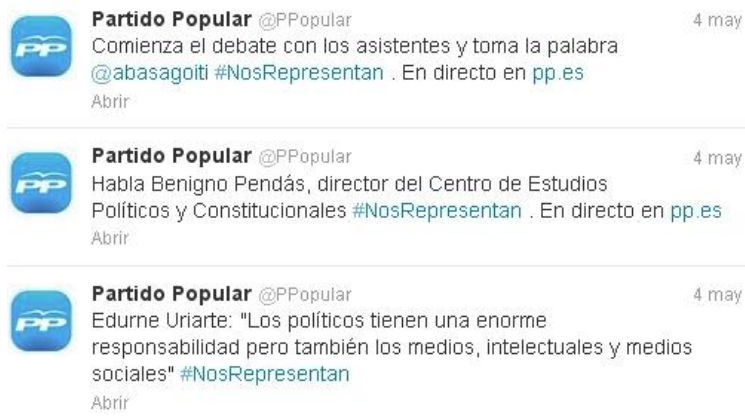 Partido Popular @PPopular 4 may
Comienza el debate con los asistentes y toma la palabra
@abasagoiti #NosRepresentan . En directo en pp.es
Abrir
PP
Partido Popular @PPopular 4 may
Habla Benigno Pendás, director del Centro de Estudios
Políticos y Constitucionales #NosRepresentan . En directo en pp.es
Abrir
PP
Partido Popular @PPopular 4 may
Edurne Uriarte: "Los políticos tienen una enorme
responsabilidad pero también los medios, intelectuales y medios
sociales" #NosRepresentan
Abrir
PP